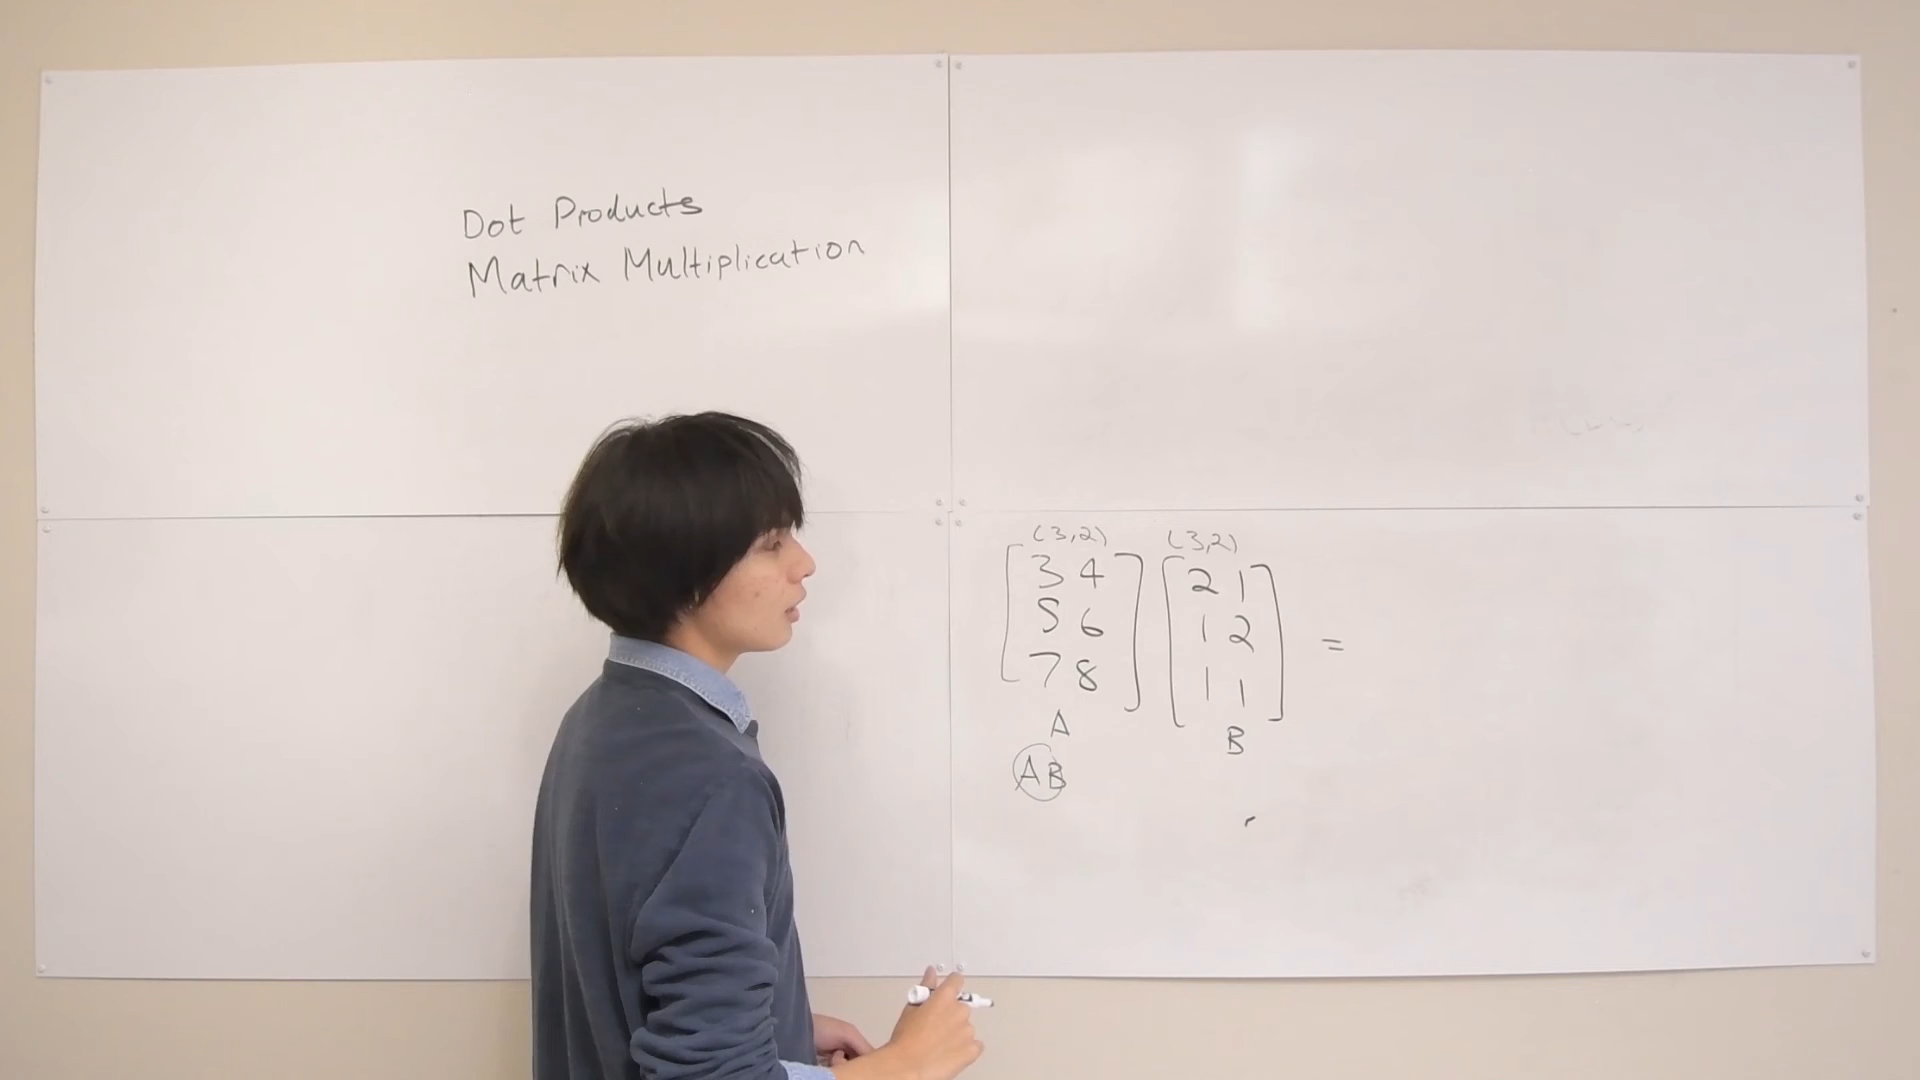 Dot Products
Matrix Multiplication
(3,2) (3,2)
3 4 2 1
5 6 1 2 =
7 8 1 1
A B
AB